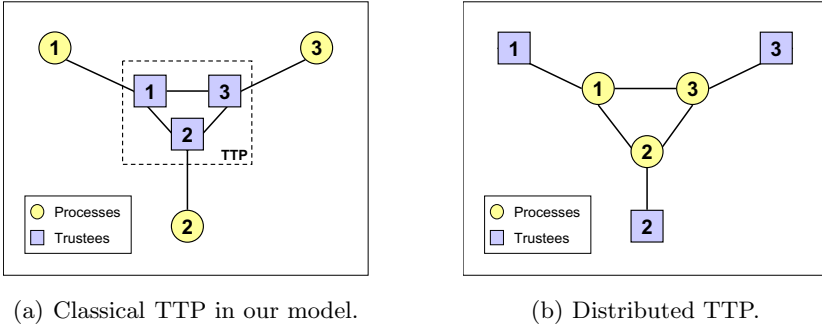 1
3
1
3
2
TTP
2
Processes
Trustees
(a) Classical TTP in our model.
1
3
1
3
2
2
Processes
Trustees
(b) Distributed TTP.